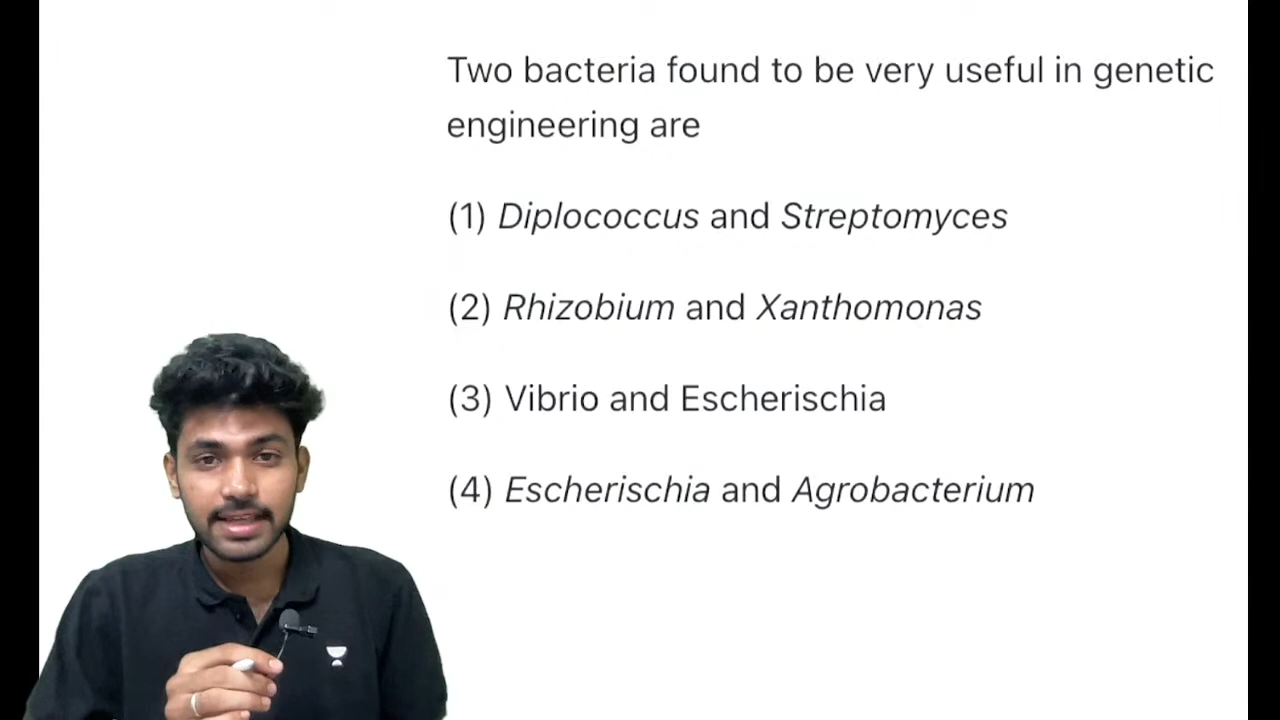 Two bacteria found to be very useful in genetic
engineering are
(1) Diplococcus and Streptomyces
(2) Rhizobium and Xanthomonas
(3) Vibrio and Escherischia
(4) Escherischia and Agrobacterium